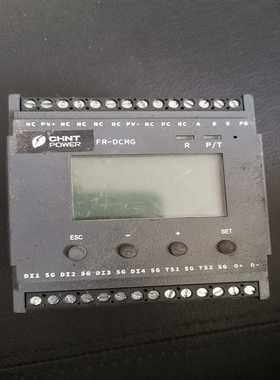 NC PV+ NC NC NC NC PV- NC DC NC A B G PE
CHNT
POWER
FR-DCMG
R P/T
ESC - + SET
DI1 SG DI2 SG DI3 SG DI4 SG TS1 SG TS2 SG O+ O-